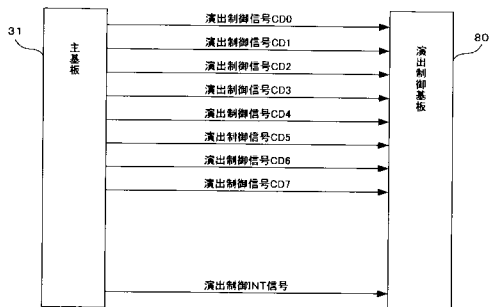 31
主基板
演出制御信号CD0
演出制御信号CD1
演出制御信号CD2
演出制御信号CD3
演出制御信号CD4
演出制御信号CD5
演出制御信号CD6
演出制御信号CD7
演出制御INT信号
演出制御基板
80